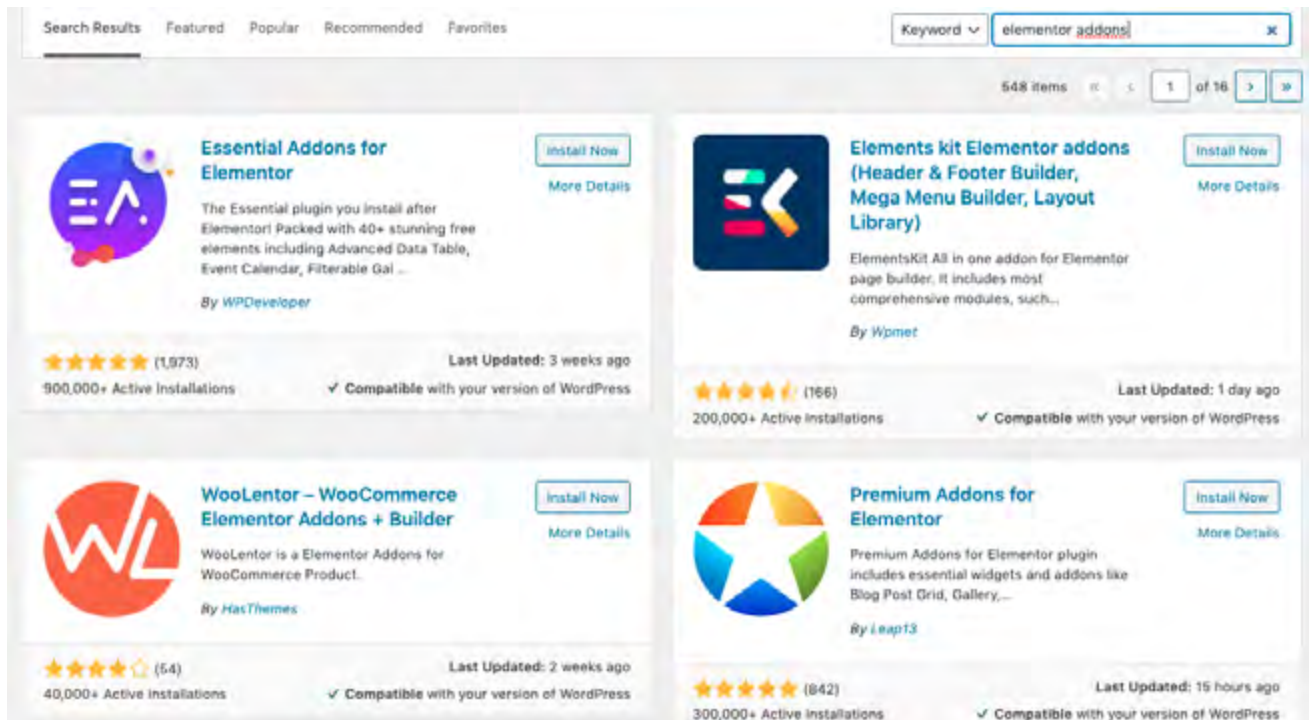 Search Results Featured Popular Recommended Favorites Keyword elementor addons
548 items « ‹ 1 of 16 › »
EA
Essential Addons for
Elementor
Install Now
More Details
The Essential plugin you install after
Elementor! Packed with 40+ stunning free
elements including Advanced Data Table,
Event Calendar, Filterable Gal ...
By WPDeveloper
(1,973)
Last Updated: 3 weeks ago
900,000+ Active Installations
✓ Compatible with your version of WordPress
EK
Elements kit Elementor addons
(Header & Footer Builder,
Mega Menu Builder, Layout
Library)
Install Now
More Details
ElementsKit All in one addon for Elementor
page builder. It includes most
comprehensive modules, such...
By Wpmet
(166)
Last Updated: 1 day ago
200,000+ Active Installations
✓ Compatible with your version of WordPress
WL
WooLentor – WooCommerce
Elementor Addons + Builder
Install Now
More Details
WooLentor is a Elementor Addons for
WooCommerce Product.
By HasThemes
(54)
Last Updated: 2 weeks ago
40,000+ Active Installations
✓ Compatible with your version of WordPress
Premium Addons for
Elementor
Install Now
More Details
Premium Addons for Elementor plugin
includes essential widgets and addons like
Blog Post Grid, Gallery,...
By Leap13
(842)
Last Updated: 15 hours ago
300,000+ Active Installations
✓ Compatible with your version of WordPress